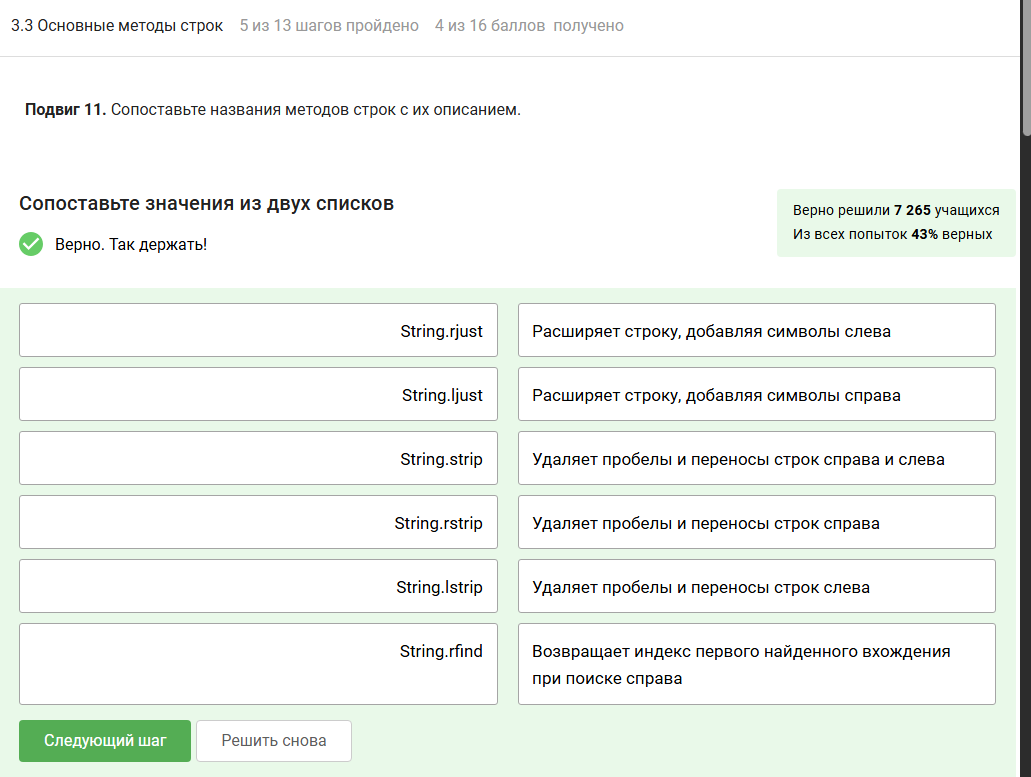 3.3 Основные методы строк 5 из 13 шагов пройдено 4 из 16 баллов получено
Подвиг 11. Сопоставьте названия методов строк с их описанием.
Сопоставьте значения из двух списков
Верно. Так держать!
Верно решили 7 265 учащихся
Из всех попыток 43% верных
String.rjust Расширяет строку, добавляя символы слева
String.ljust Расширяет строку, добавляя символы справа
String.strip Удаляет пробелы и переносы строк справа и слева
String.rstrip Удаляет пробелы и переносы строк справа
String.lstrip Удаляет пробелы и переносы строк слева
String.rfind Возвращает индекс первого найденного вхождения
при поиске справа
Следующий шаг Решить снова